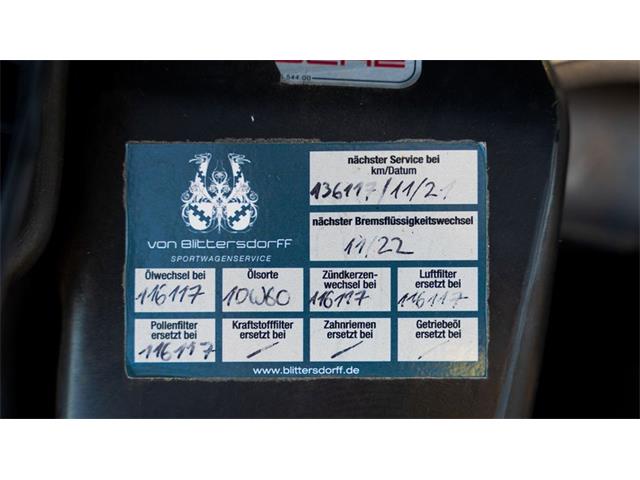 544.00
nächster Service bei
km/Datum
136117/11/21
nächster Bremsflüssigkeitswechsel
11/22
von Blittersdorff
SPORTWAGENSERVICE
Ölwechsel bei
116117
Ölsorte
10W60
Zündkerzen-
wechsel bei
116117
Luftfilter
ersetzt bei
116117
Pollenfilter
ersetzt bei
116117
Kraftstofffilter
ersetzt bei
—
Zahnriemen
ersetzt bei
—
Getriebeöl
ersetzt bei
—
www.blittersdorff.de